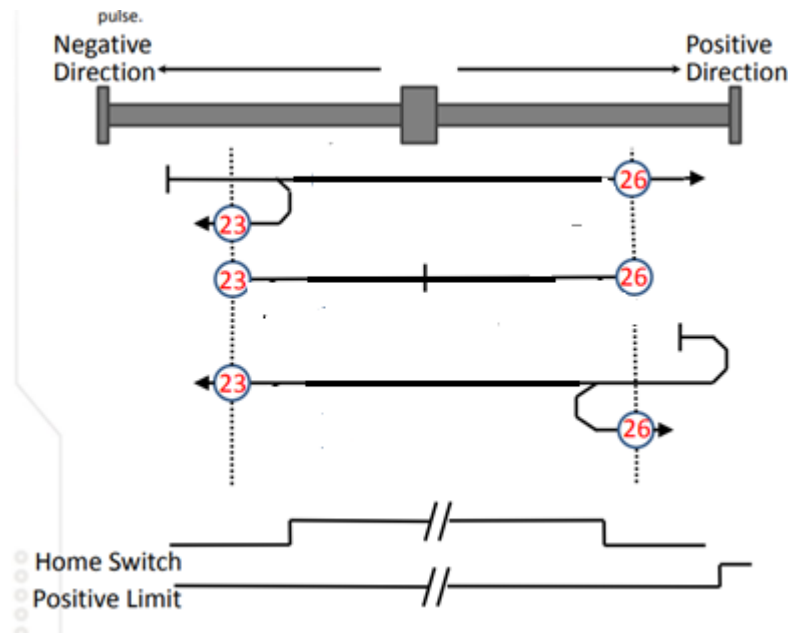 pulse.
Negative
Direction
Positive
Direction
26
23
23
26
23
26
Home Switch
Positive Limit